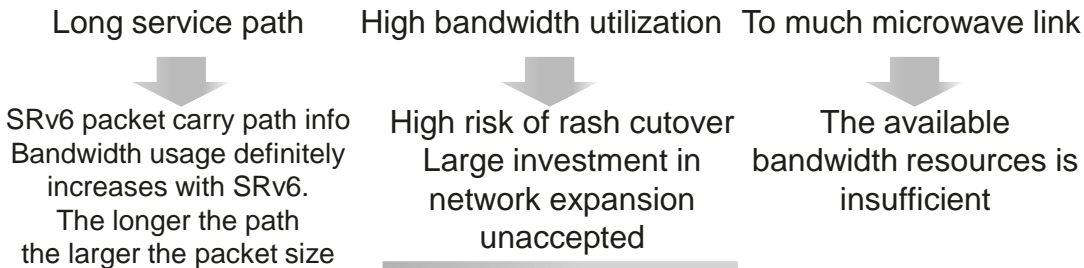 Long service path
High bandwidth utilization
To much microwave link
SRv6 packet carry path info
Bandwidth usage definitely
increases with SRv6.
The longer the path
the larger the packet size
High risk of rash cutover
Large investment in
network expansion
unaccepted
The available
bandwidth resources is
insufficient